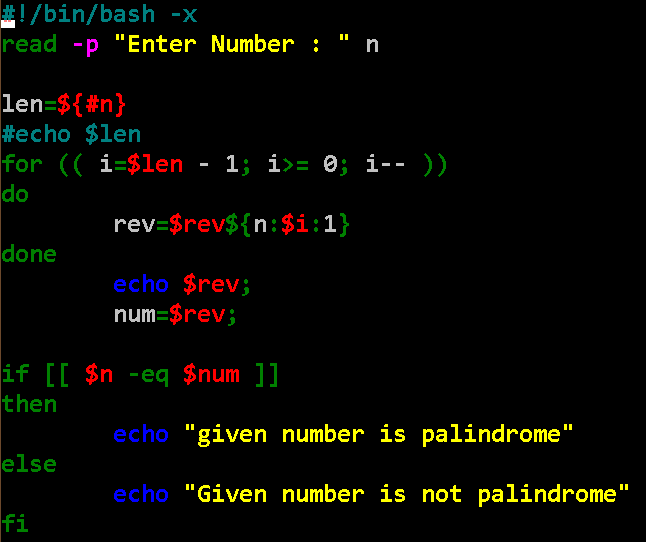 #!/bin/bash -x
read -p "Enter Number : " n
len=${#n}
#echo $len
for (( i=$len - 1; i>= 0; i-- ))
do
rev=$rev${n:$i:1}
done
echo $rev;
num=$rev;
if [[ $n -eq $num ]]
then
echo "given number is palindrome"
else
echo "Given number is not palindrome"
fi